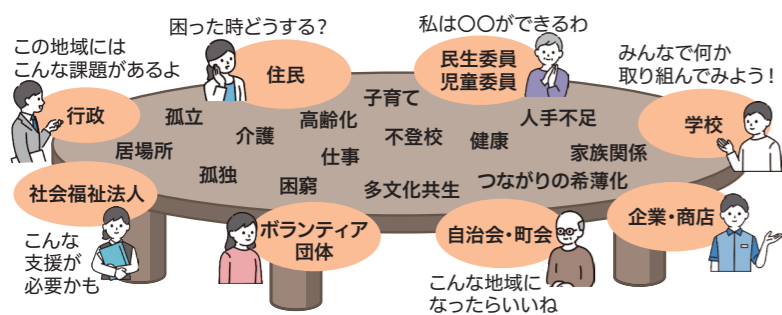 困った時どうする？
私は〇〇ができるわ
この地域には
こんな課題があるよ
住民
民生委員
児童委員
みんなで何か
取り組んでみよう！
行政
学校
子育て
孤立
介護
高齢化
不登校
健康
人手不足
居場所
仕事
家族関係
孤独
困窮
多文化共生
つながりの希薄化
社会福祉法人
こんな
支援が
必要かも
ボランティア
団体
自治会・町会
企業・商店
こんな地域に
なったらいいね